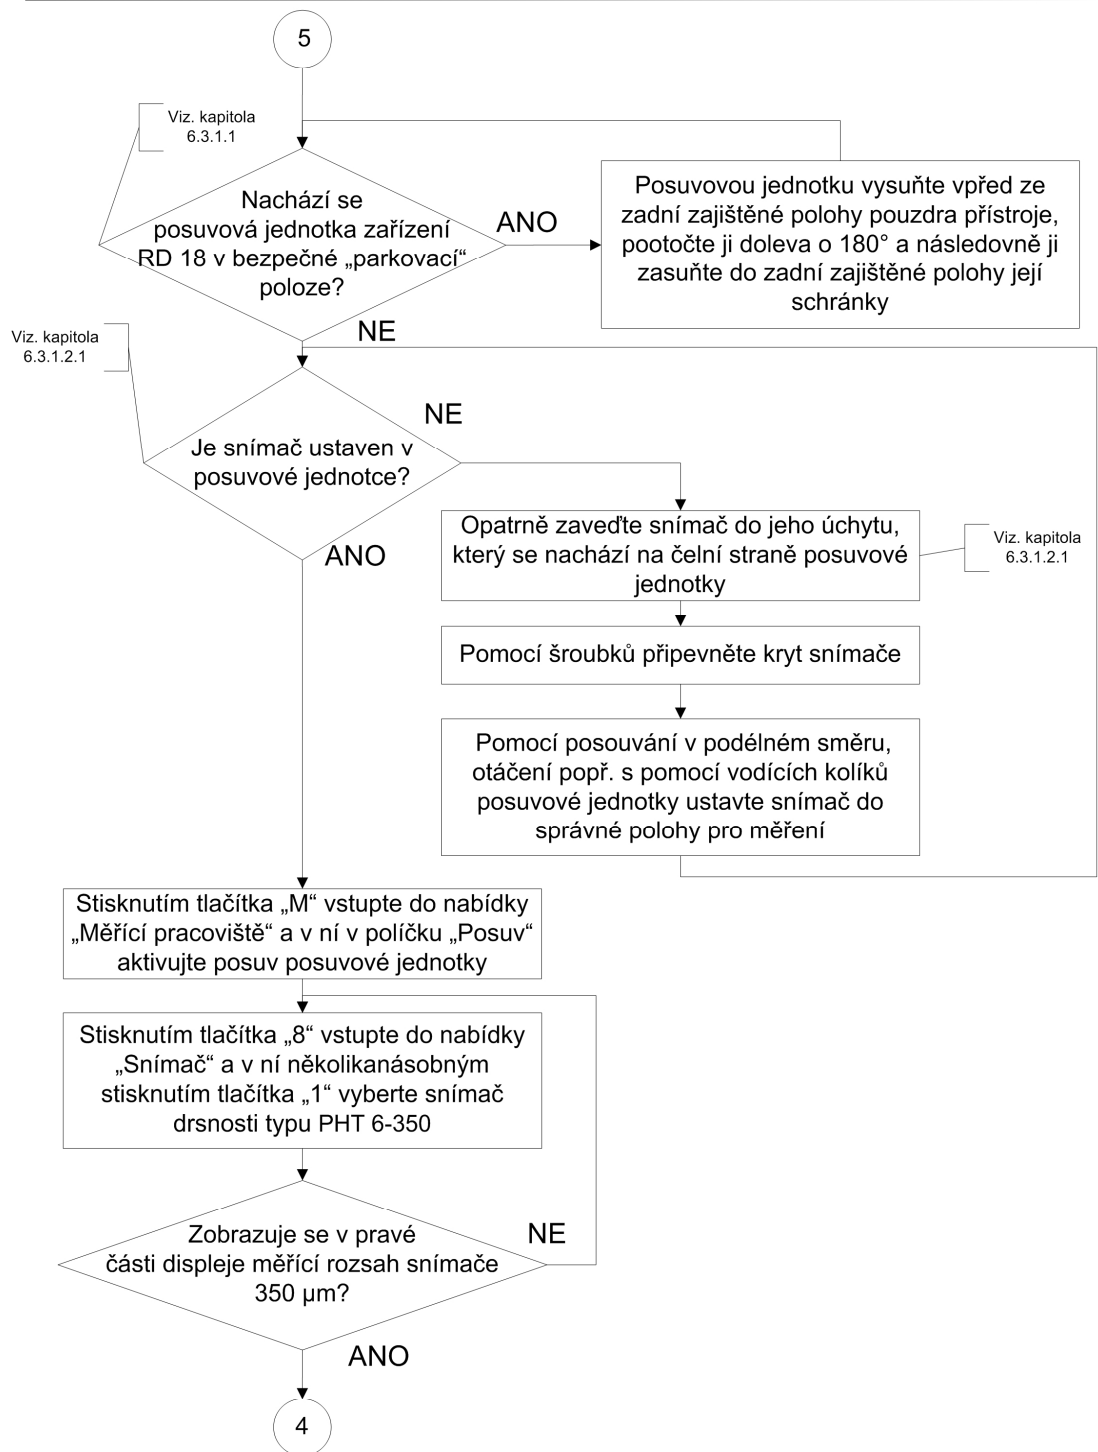 5
Viz. kapitola
6.3.1.1
Nachází se
posuvová jednotka zařízení
RD 18 v bezpečné „parkovací“
poloze?
ANO
Posuvovou jednotku vysuňte vpřed ze
zadní zajištěné polohy pouzdra přístroje,
pootočte ji doleva o 180° a následovně ji
zasuňte do zadní zajištěné polohy její
schránky
NE
Viz. kapitola
6.3.1.2.1
Je snímač ustaven v
posuvové jednotce?
NE
Opatrně zaveďte snímač do jeho úchytu,
který se nachází na čelní straně posuvové
jednotky
Viz. kapitola
6.3.1.2.1
ANO
Pomocí šroubků připevněte kryt snímače
Pomocí posouvání v podélném směru,
otáčení popř. s pomocí vodících kolíků
posuvové jednotky ustavte snímač do
správné polohy pro měření
Stisknutím tlačítka „M“ vstupte do nabídky
„Měřící pracoviště“ a v ní v políčku „Posuv“
aktivujte posuv posuvové jednotky
Stisknutím tlačítka „8“ vstupte do nabídky
„Snímač“ a v ní několikanásobným
stisknutím tlačítka „1“ vyberte snímač
drsnosti typu PHT 6-350
Zobrazuje se v pravé
části displeje měřící rozsah snímače
350 µm?
NE
ANO
4